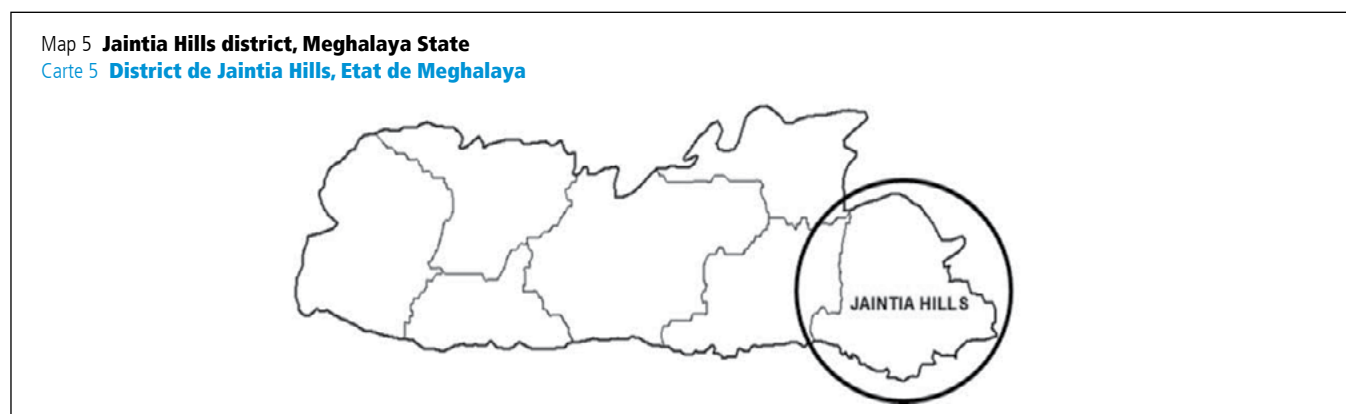 Map 5 Jaintia Hills district, Meghalaya State
Carte 5 District de Jaintia Hills, Etat de Meghalaya
JAINTIA HILLS